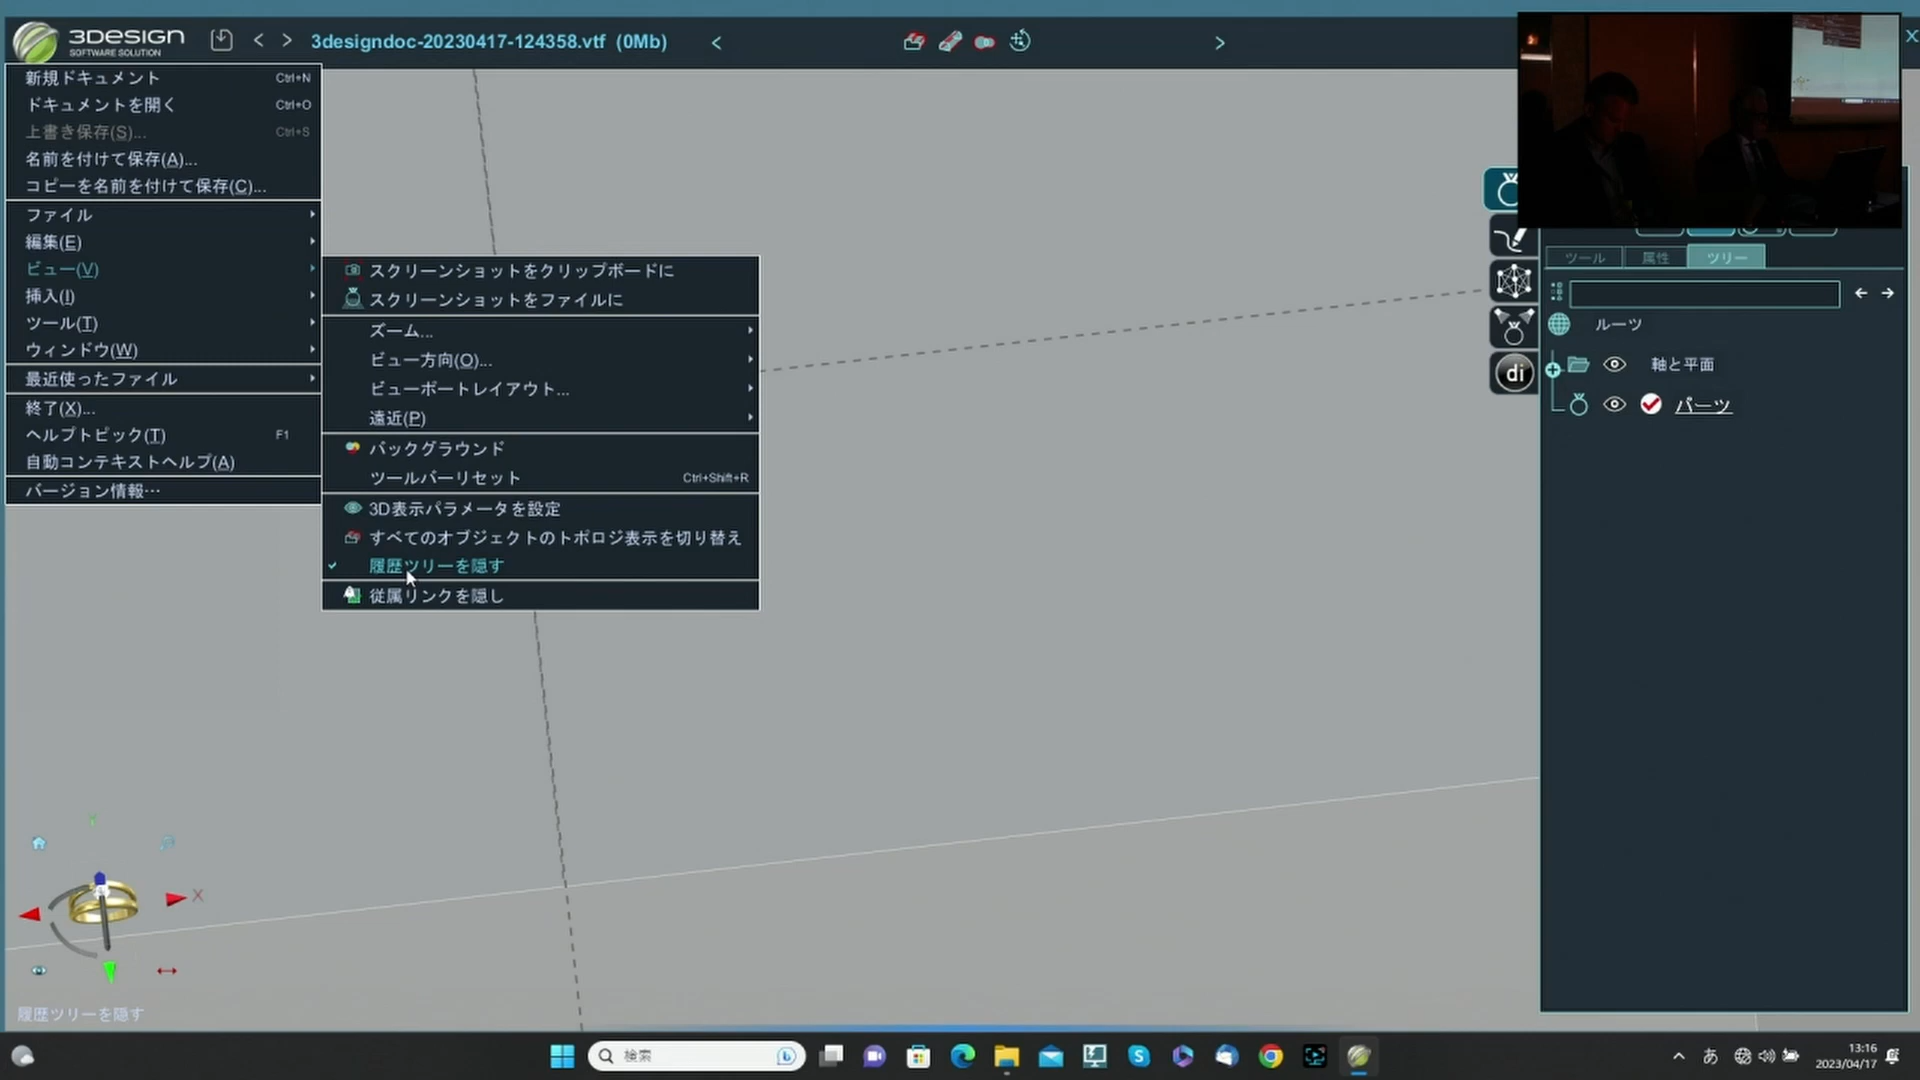 3DESIGN
SOFTWARE SOLUTION
3designdoc-20230417-124358.vtf (0Mb)
新規ドキュメント Ctrl+N
ドキュメントを開く Ctrl+O
上書き保存(S)... Ctrl+S
名前を付けて保存(A)...
コピーを名前を付けて保存(C)...
ファイル
編集(E)
ビュー(V)
挿入(I)
ツール(T)
ウィンドウ(W)
最近使ったファイル
終了(X)...
ヘルプトピック(T) F1
自動コンテキストヘルプ(A)
バージョン情報…
スクリーンショットをクリップボードに
スクリーンショットをファイルに
ズーム...
ビュー方向(O)...
ビューポートレイアウト...
遠近(P)
バックグラウンド
ツールバーリセット Ctrl+Shift+R
3D表示パラメータを設定
すべてのオブジェクトのトポロジ表示を切り替え
履歴ツリーを隠す
従属リンクを隠し
di
ツール 属性 ツリー
ルーツ
軸と平面
パーツ
Y
X
履歴ツリーを隠す
検索
あ
13:16
2023/04/17